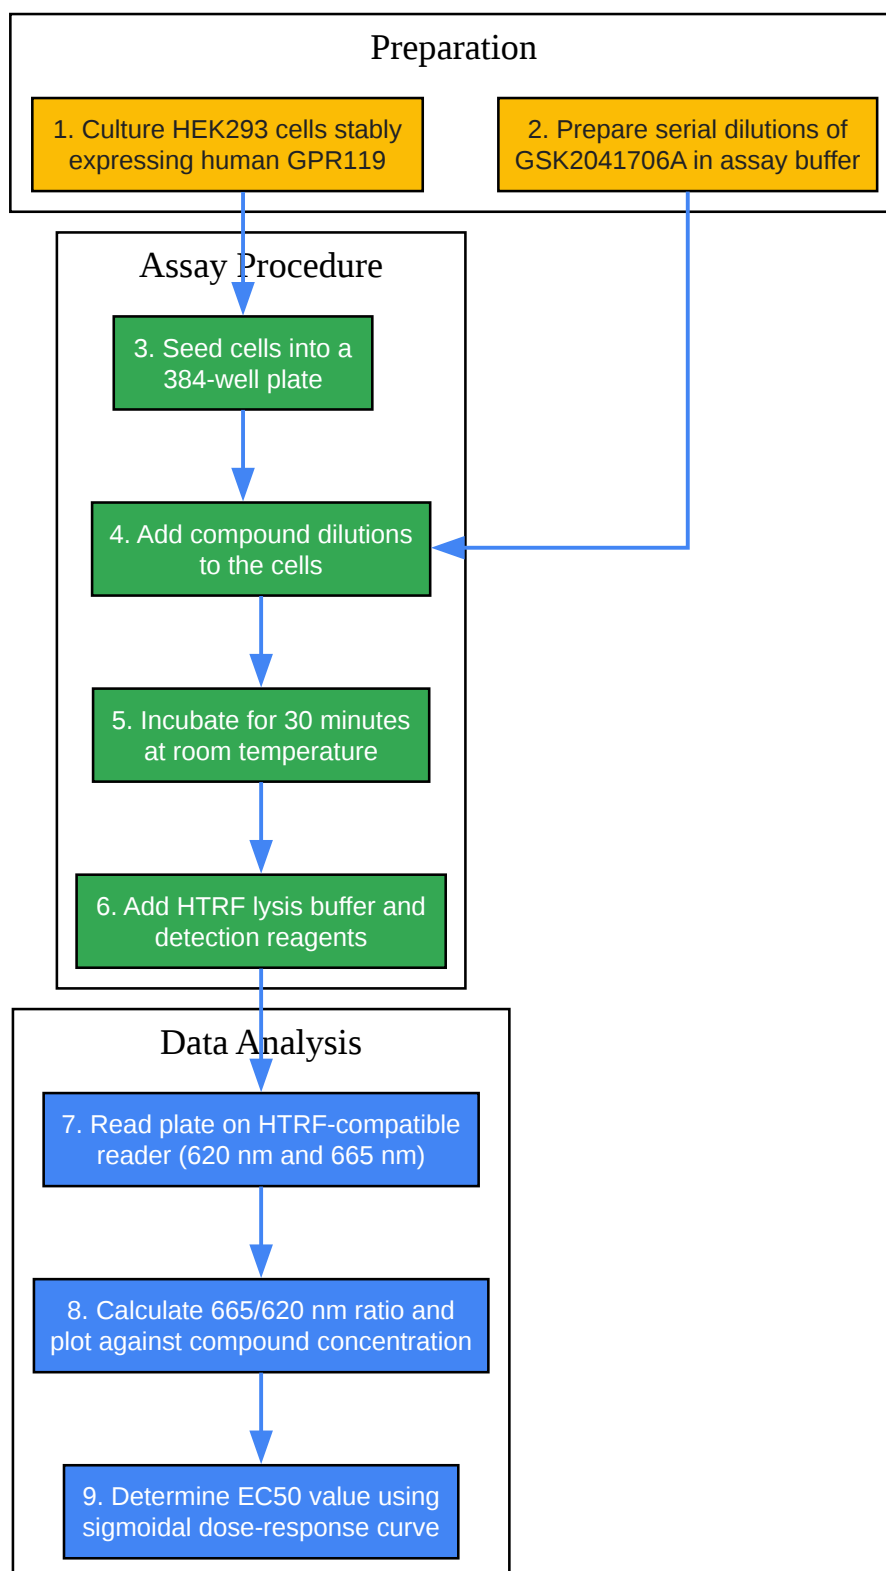 Preparation
1. Culture HEK293 cells stably
expressing human GPR119
2. Prepare serial dilutions of
GSK2041706A in assay buffer
Assay Procedure
3. Seed cells into a
384-well plate
4. Add compound dilutions
to the cells
5. Incubate for 30 minutes
at room temperature
6. Add HTRF lysis buffer and
detection reagents
Data Analysis
7. Read plate on HTRF-compatible
reader (620 nm and 665 nm)
8. Calculate 665/620 nm ratio and
plot against compound concentration
9. Determine EC50 value using
sigmoidal dose-response curve